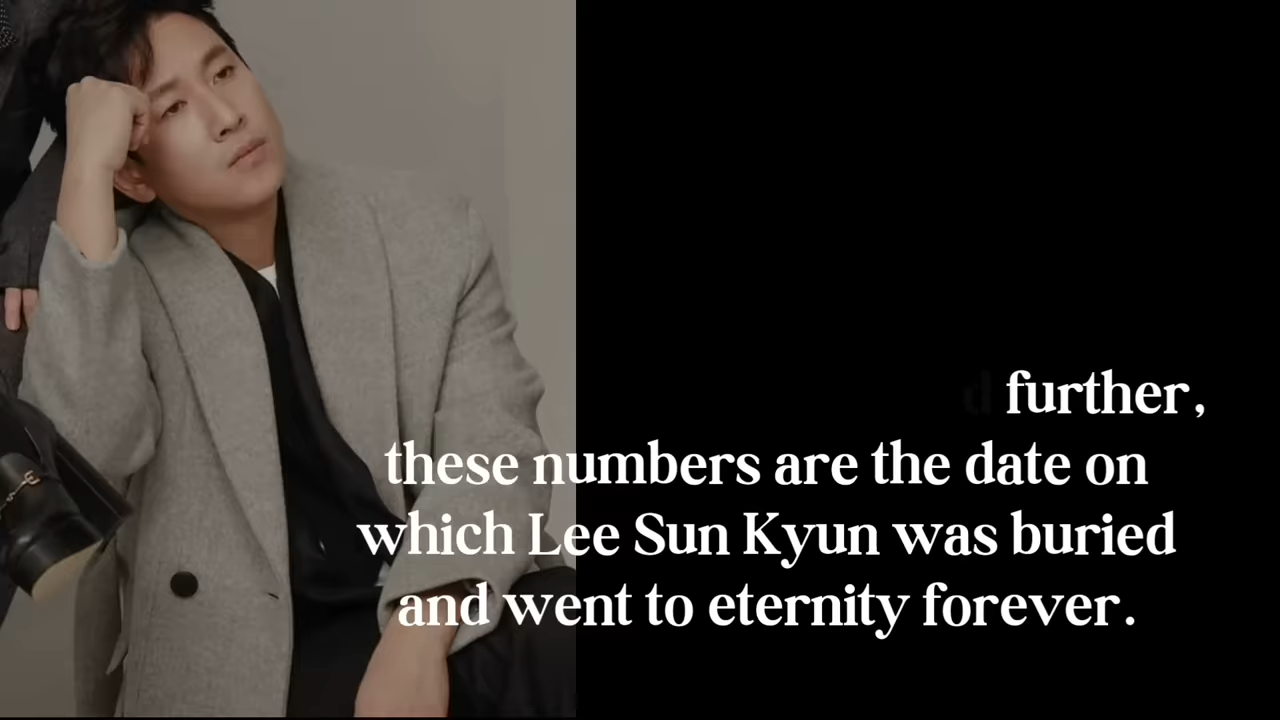 further,
these numbers are the date on
which Lee Sun Kyun was buried
and went to eternity forever.